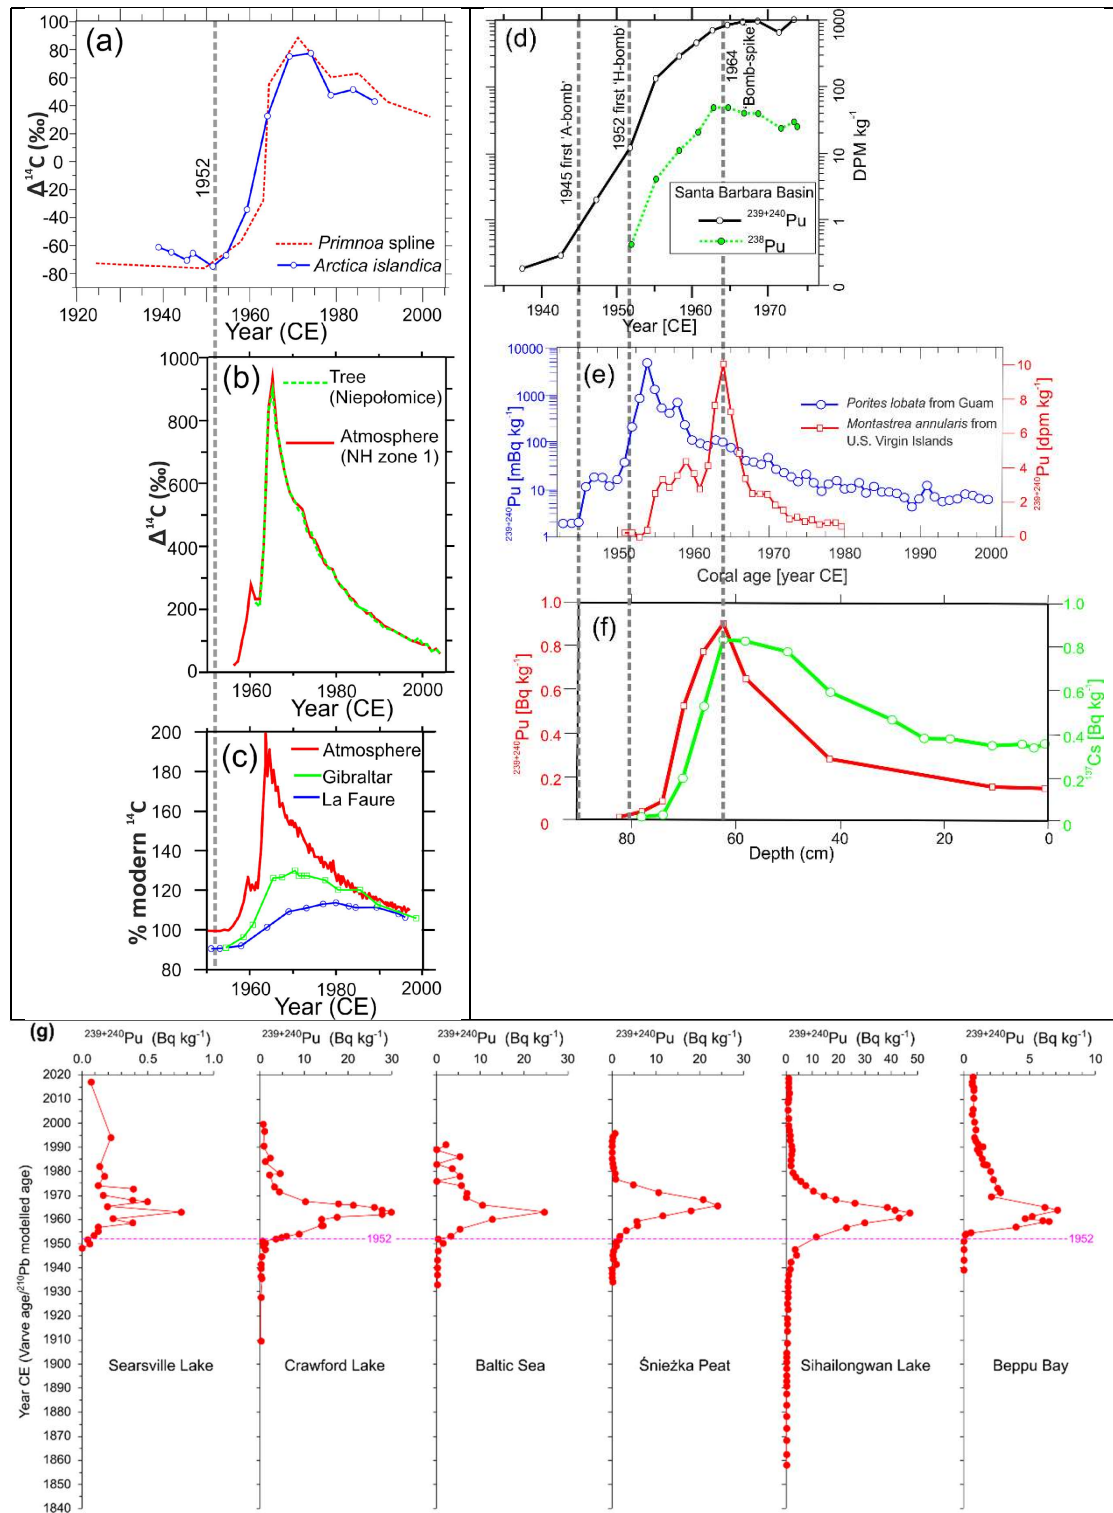 (a)
100
80
60
40
20
0
-20
-40
-60
-80
Δ¹⁴C (‰)
1952
Primnoa spline
Arctica islandica
1920 1940 1960 1980 2000
Year (CE)
(b)
1000
800
600
400
200
0
Δ¹⁴C (‰)
Tree
(Niepołomice)
Atmosphere
(NH zone 1)
1960 1980 2000
Year (CE)
(c)
200
180
160
140
120
100
80
% modern ¹⁴C
Atmosphere
Gibraltar
La Faure
1960 1980 2000
Year (CE)
(d)
1945 first 'A-bomb'
1952 first 'H-bomb'
1964
'Bomb-spike'
1000
100
10
1
0
DPM kg⁻¹
Santa Barbara Basin
²³⁹⁺²⁴⁰Pu
²³⁸Pu
1940 1950 1960 1970
Year [CE]
(e)
10000
1000
100
10
1
²³⁹⁺²⁴⁰Pu [mBq kg⁻¹]
Porites lobata from Guam
Montastrea annularis from
U.S. Virgin Islands
10
8
6
4
2
0
²³⁹⁺²⁴⁰Pu [dpm kg⁻¹]
1950 1960 1970 1980 1990 2000
Coral age [year CE]
(f)
1.0
0.8
0.6
0.4
0.2
0
²³⁹⁺²⁴⁰Pu [Bq kg⁻¹]
1.0
0.8
0.6
0.4
0.2
0
¹³⁷Cs [Bq kg⁻¹]
80 60 40 20 0
Depth (cm)
(g)
²³⁹⁺²⁴⁰Pu (Bq kg⁻¹) ²³⁹⁺²⁴⁰Pu (Bq kg⁻¹) ²³⁹⁺²⁴⁰Pu (Bq kg⁻¹) ²³⁹⁺²⁴⁰Pu (Bq kg⁻¹) ²³⁹⁺²⁴⁰Pu (Bq kg⁻¹) ²³⁹⁺²⁴⁰Pu (Bq kg⁻¹)
0.0 0.5 1.0 0 10 20 30 0 10 20 30 0 10 20 30 0 10 20 30 40 50 0 5 10
2020
2010
2000
1990
1980
1970
1960
1950
1940
1930
1920
1910
1900
1890
1880
1870
1860
1850
1840
Year CE (Varve age/²¹⁰Pb modelled age)
1952 1952
Searsville Lake Crawford Lake Baltic Sea Śnieżka Peat Sihailongwan Lake Beppu Bay